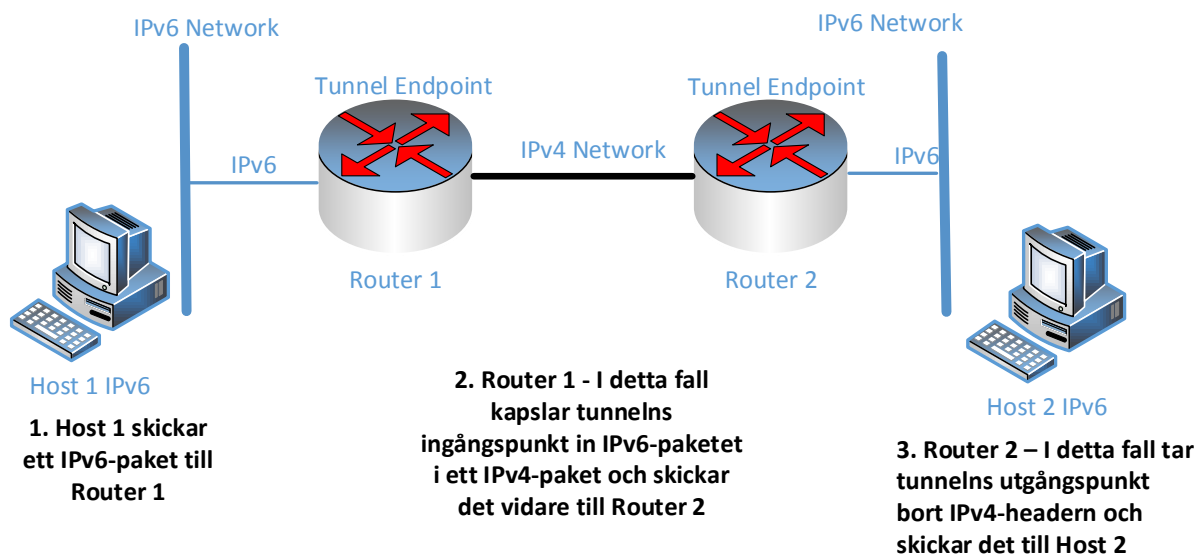 IPv6 Network
IPv6 Network
Tunnel Endpoint
Tunnel Endpoint
IPv6
IPv4 Network
IPv6
Router 1
Router 2
Host 1 IPv6
1. Host 1 skickar
ett IPv6-paket till
Router 1
2. Router 1 - I detta fall
kapslar tunnelns
ingångspunkt in IPv6-paketet
i ett IPv4-paket och skickar
det vidare till Router 2
Host 2 IPv6
3. Router 2 – I detta fall tar
tunnelns utgångspunkt
bort IPv4-headern och
skickar det till Host 2